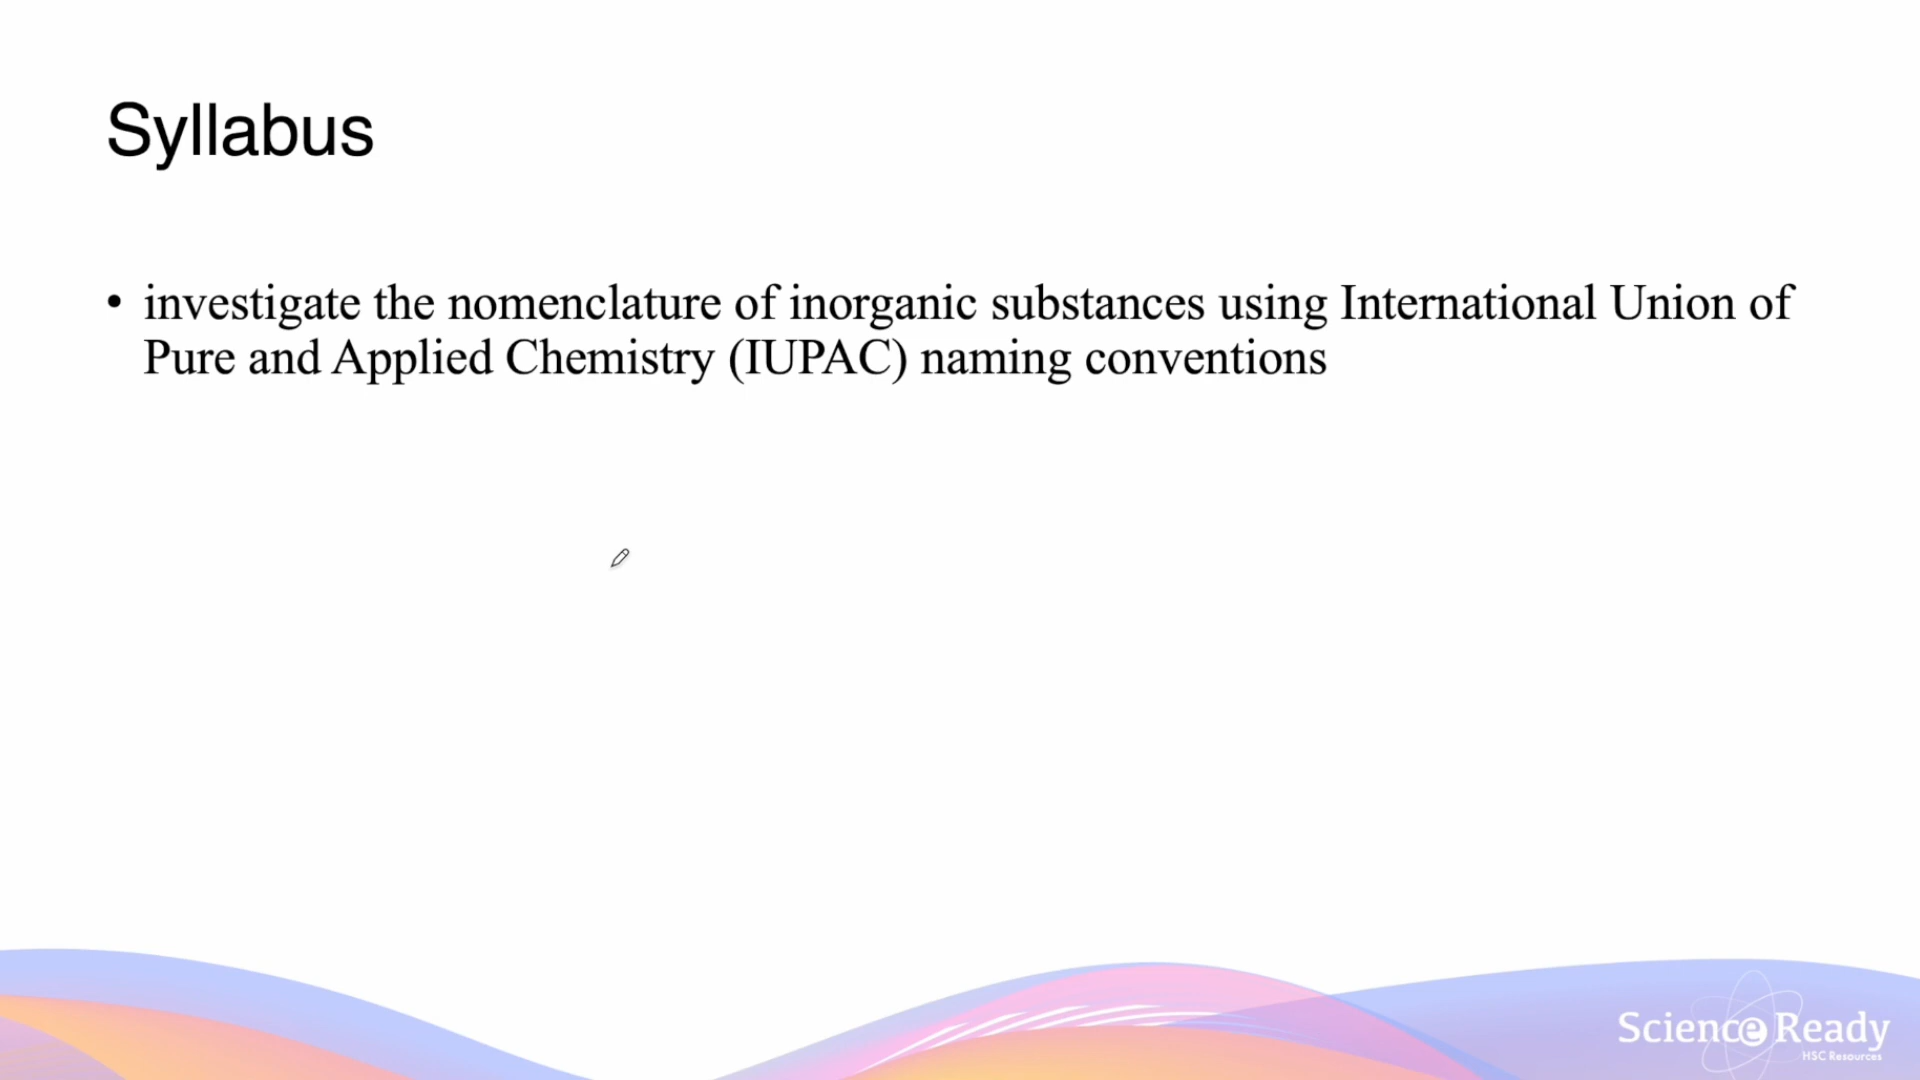 Syllabus
• investigate the nomenclature of inorganic substances using International Union of
Pure and Applied Chemistry (IUPAC) naming conventions
Science Ready
HSC Resources